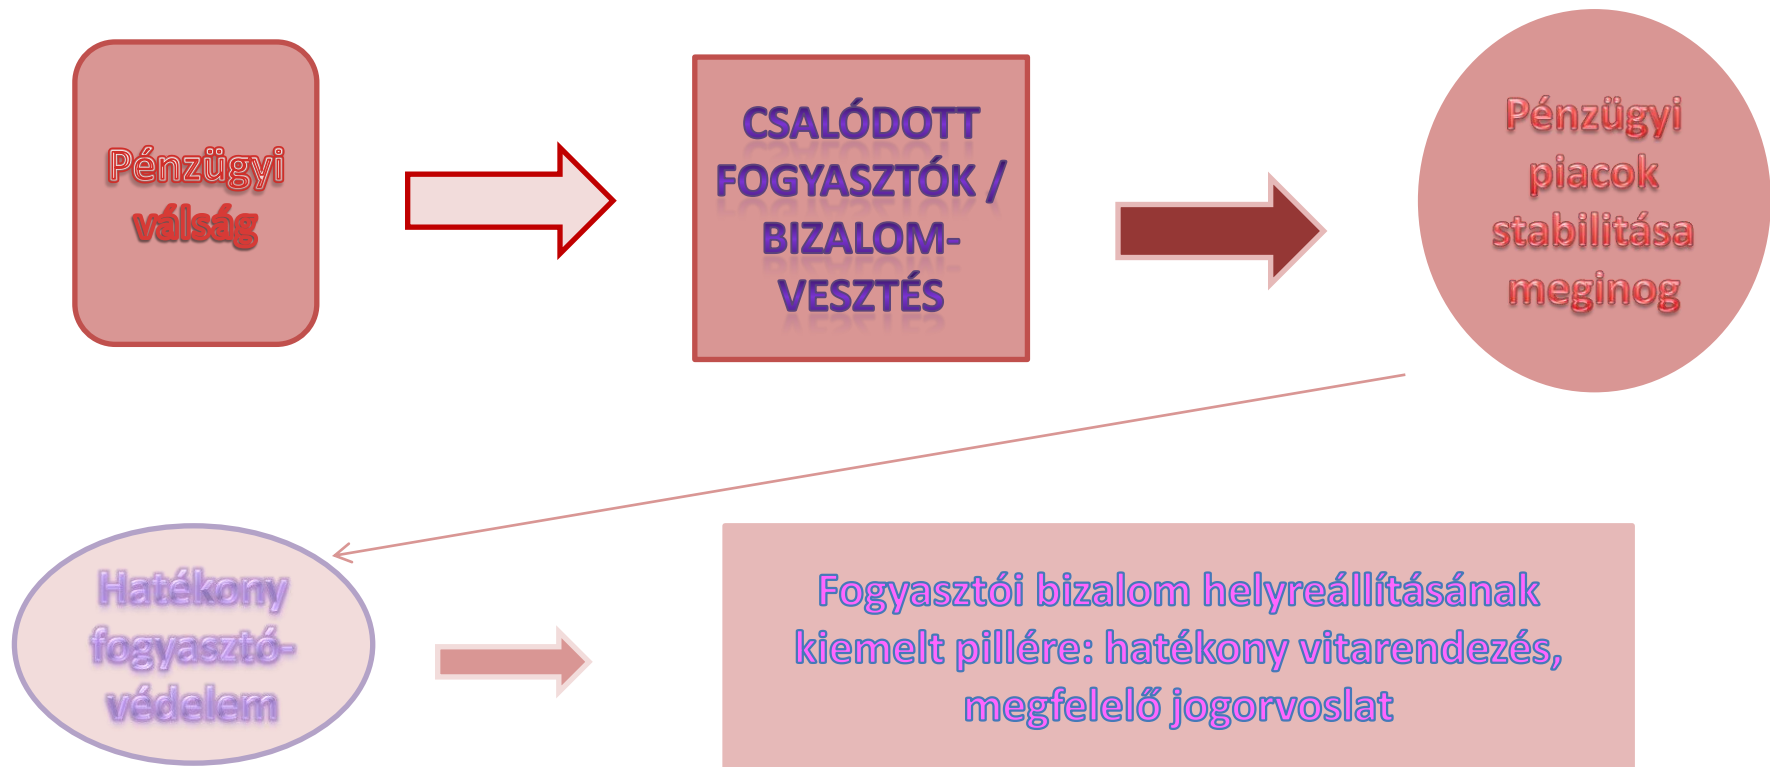 Pénzügyi
válság
CSALÓDOTT
FOGYASZTÓK /
BIZALOM-
VESZTÉS
Pénzügyi
piacok
stabilitása
meginog
Hatékony
fogyasztó-
védelem
Fogyasztói bizalom helyreállításának
kiemelt pillére: hatékony vitarendezés,
megfelelő jogorvoslat